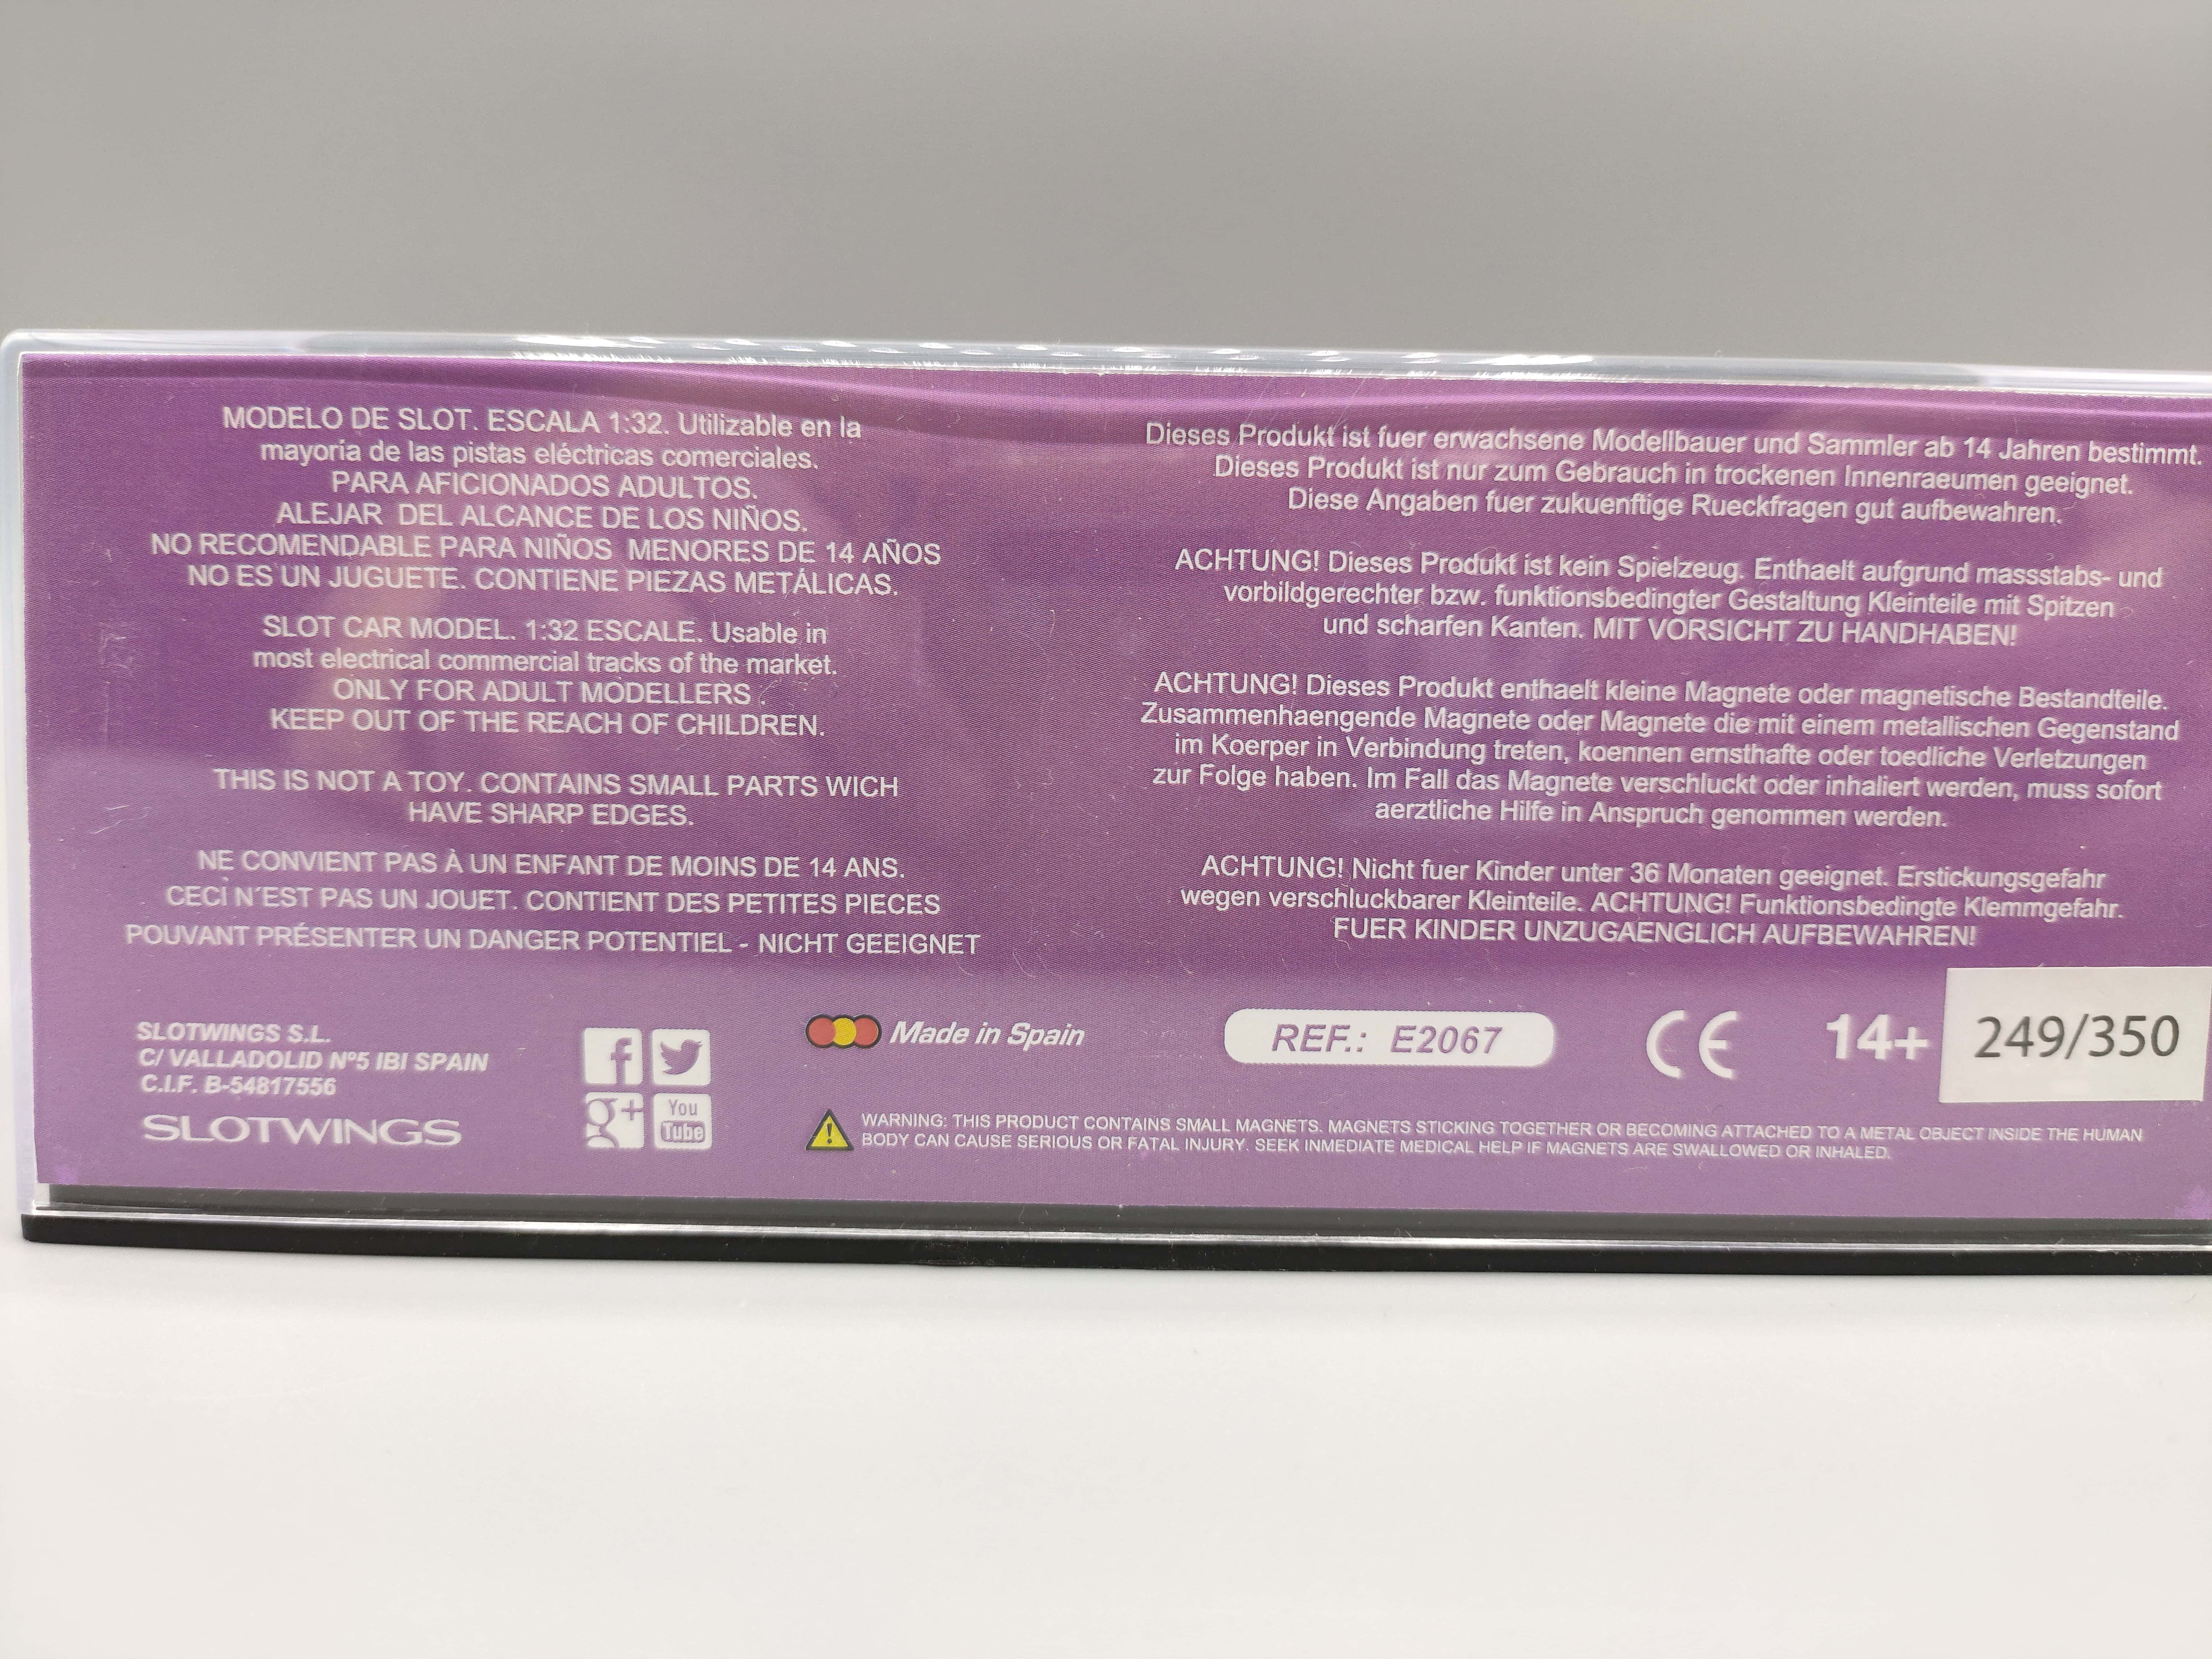 MODELO DE SLOT. ESCALA 1:32. Utilizable en la
mayoría de las pistas eléctricas comerciales.
PARA AFICIONADOS ADULTOS.
ALEJAR DEL ALCANCE DE LOS NIÑOS.
NO RECOMENDABLE PARA NIÑOS MENORES DE 14 AÑOS
NO ES UN JUGUETE. CONTIENE PIEZAS METÁLICAS.
SLOT CAR MODEL. 1:32 ESCALE. Usable in
most electrical commercial tracks of the market.
ONLY FOR ADULT MODELLERS .
KEEP OUT OF THE REACH OF CHILDREN.
THIS IS NOT A TOY. CONTAINS SMALL PARTS WICH
HAVE SHARP EDGES.
NE CONVIENT PAS À UN ENFANT DE MOINS DE 14 ANS.
CECI N´EST PAS UN JOUET. CONTIENT DES PETITES PIECES
POUVANT PRÉSENTER UN DANGER POTENTIEL - NICHT GEEIGNET
Dieses Produkt ist fuer erwachsene Modellbauer und Sammler ab 14 Jahren bestimmt.
Dieses Produkt ist nur zum Gebrauch in trockenen Innenraeumen geeignet.
Diese Angaben fuer zukuenftige Rueckfragen gut aufbewahren.
ACHTUNG! Dieses Produkt ist kein Spielzeug. Enthaelt aufgrund massstabs- und
vorbildgerechter bzw. funktionsbedingter Gestaltung Kleinteile mit Spitzen
und scharfen Kanten. MIT VORSICHT ZU HANDHABEN!
ACHTUNG! Dieses Produkt enthaelt kleine Magnete oder magnetische Bestandteile.
Zusammenhaengende Magnete oder Magnete die mit einem metallischen Gegenstand
im Koerper in Verbindung treten, koennen ernsthafte oder toedliche Verletzungen
zur Folge haben. Im Fall das Magnete verschluckt oder inhaliert werden, muss sofort
aerztliche Hilfe in Anspruch genommen werden.
ACHTUNG! Nicht fuer Kinder unter 36 Monaten geeignet. Erstickungsgefahr
wegen verschluckbarer Kleinteile. ACHTUNG! Funktionsbedingte Klemmgefahr.
FUER KINDER UNZUGAENGLICH AUFBEWAHREN!
SLOTWINGS S.L.
C/ VALLADOLID Nº5 IBI SPAIN
C.I.F. B-54817556
SLOTWINGS
f
g+
You
Tube
Made in Spain
REF.: E2067
CE
14+
249/350
WARNING: THIS PRODUCT CONTAINS SMALL MAGNETS. MAGNETS STICKING TOGETHER OR BECOMING ATTACHED TO A METAL OBJECT INSIDE THE HUMAN
BODY CAN CAUSE SERIOUS OR FATAL INJURY. SEEK INMEDIATE MEDICAL HELP IF MAGNETS ARE SWALLOWED OR INHALED.